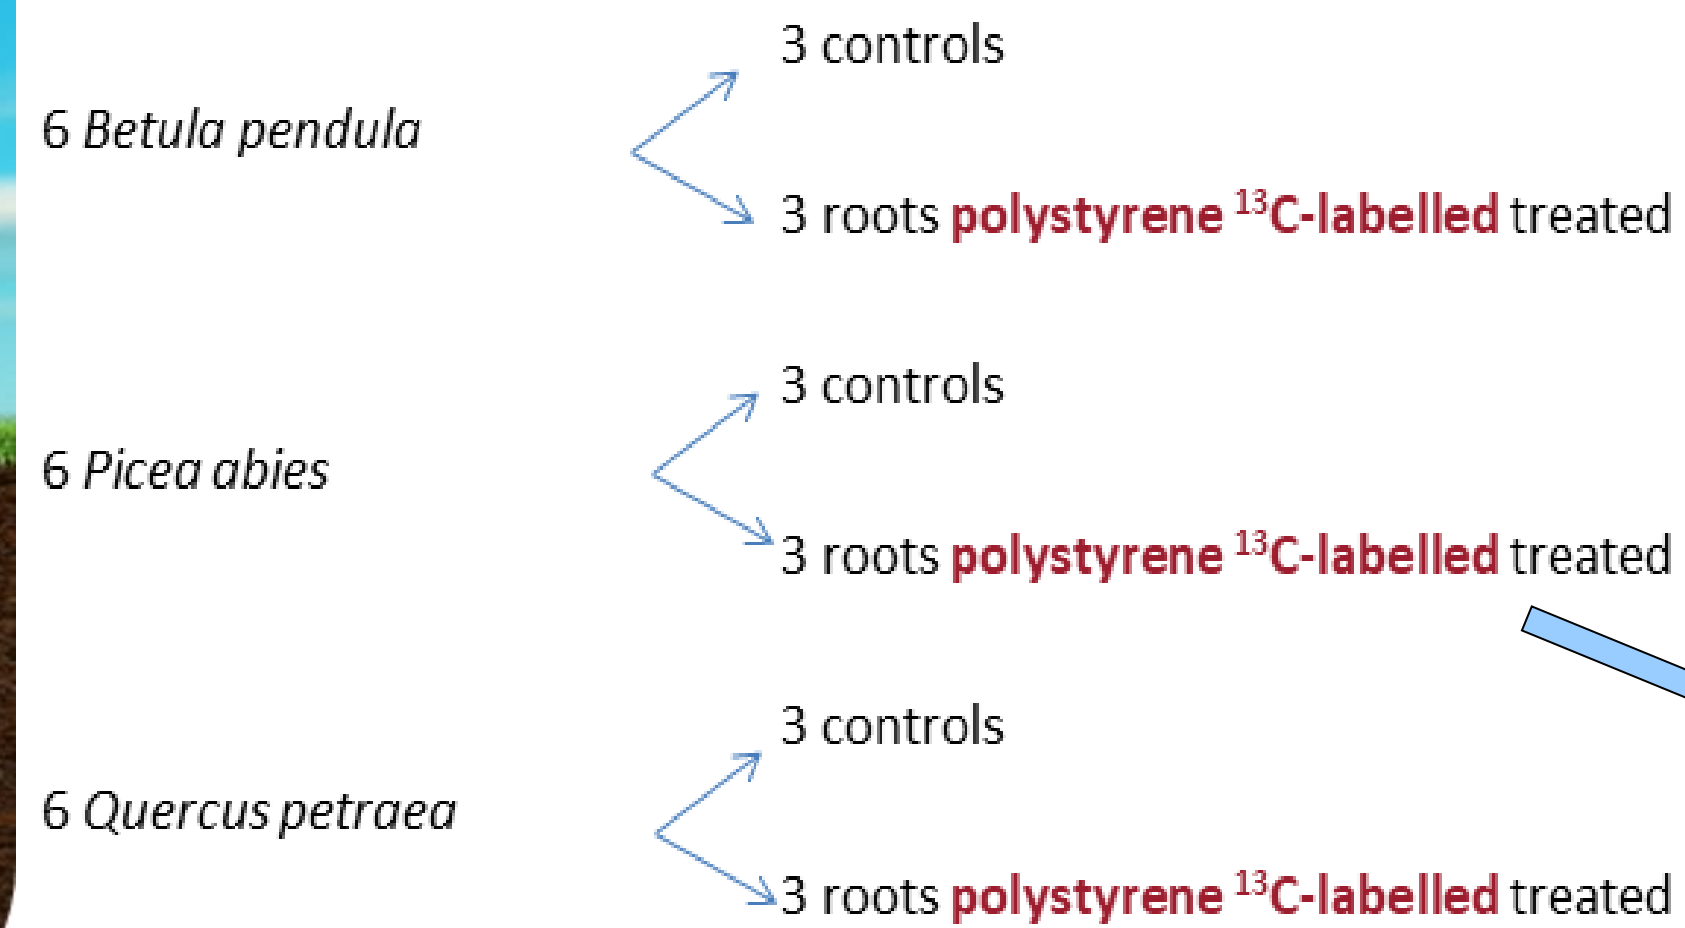 3 controls
6 Betula pendula
3 roots polystyrene ¹³C-labelled treated
3 controls
6 Picea abies
3 roots polystyrene ¹³C-labelled treated
3 controls
6 Quercus petraea
3 roots polystyrene ¹³C-labelled treated